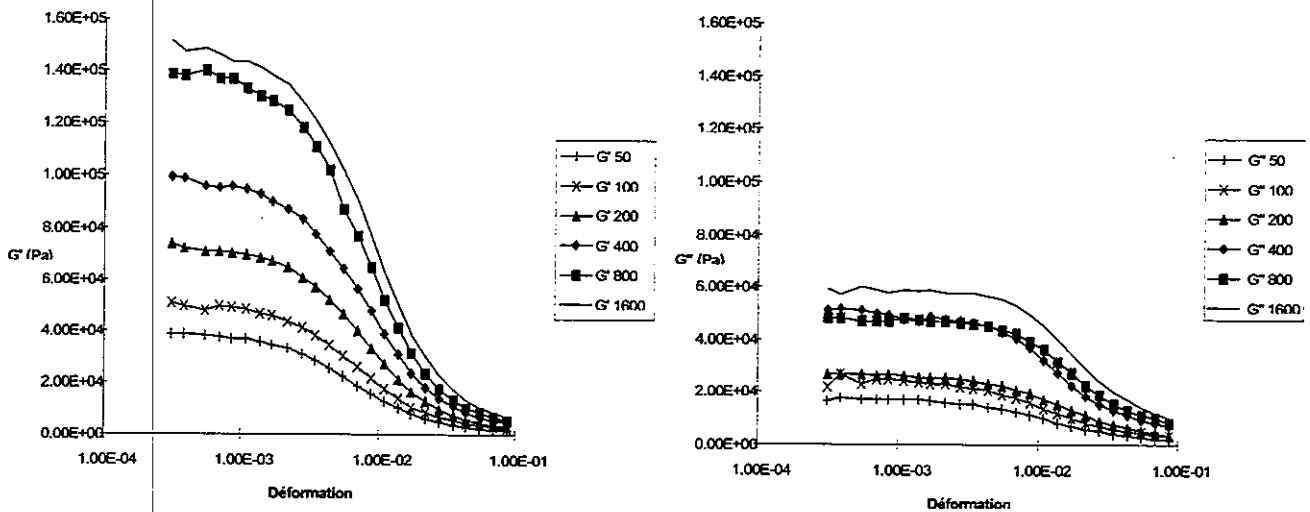 1.60E+05
1.40E+05
1.20E+05
1.00E+05
8.00E+04
G' (Pa)
6.00E+04
4.00E+04
2.00E+04
0.00E+00
1.00E-04 1.00E-03 1.00E-02 1.00E-01
Déformation
G' 50
G' 100
G' 200
G' 400
G' 800
G' 1600
1.60E+05
1.40E+05
1.20E+05
1.00E+05
8.00E+04
G" (Pa)
6.00E+04
4.00E+04
2.00E+04
0.00E+00
1.00E-04 1.00E-03 1.00E-02 1.00E-01
Déformation
G" 50
G" 100
G" 200
G" 400
G" 800
G" 1600